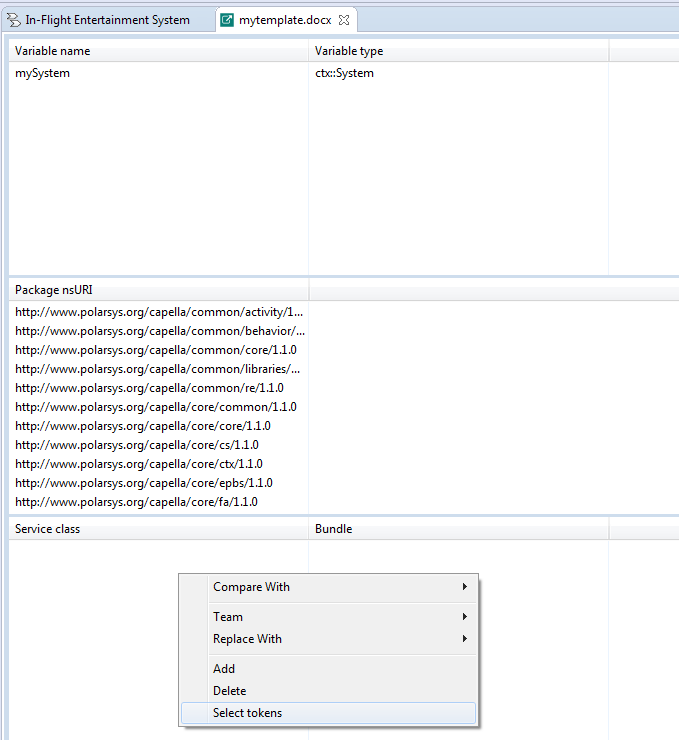 In-Flight Entertainment System mytemplate.docx
Variable name Variable type
mySystem ctx::System
Package nsURI
http://www.polarsys.org/capella/common/activity/1...
http://www.polarsys.org/capella/common/behavior/...
http://www.polarsys.org/capella/common/core/1.1.0
http://www.polarsys.org/capella/common/libraries/...
http://www.polarsys.org/capella/common/re/1.1.0
http://www.polarsys.org/capella/core/common/1.1.0
http://www.polarsys.org/capella/core/core/1.1.0
http://www.polarsys.org/capella/core/cs/1.1.0
http://www.polarsys.org/capella/core/ctx/1.1.0
http://www.polarsys.org/capella/core/epbs/1.1.0
http://www.polarsys.org/capella/core/fa/1.1.0
Service class Bundle
Compare With
Team
Replace With
Add
Delete
Select tokens